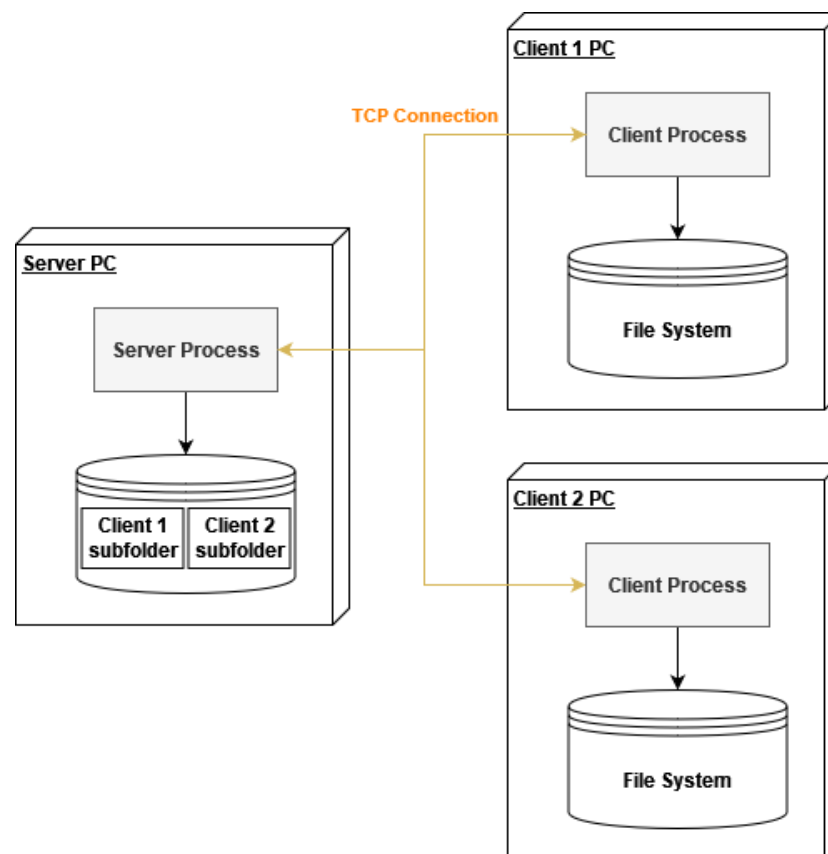 Client 1 PC
TCP Connection
Client Process
File System
Server PC
Server Process
Client 1
subfolder
Client 2
subfolder
Client 2 PC
Client Process
File System